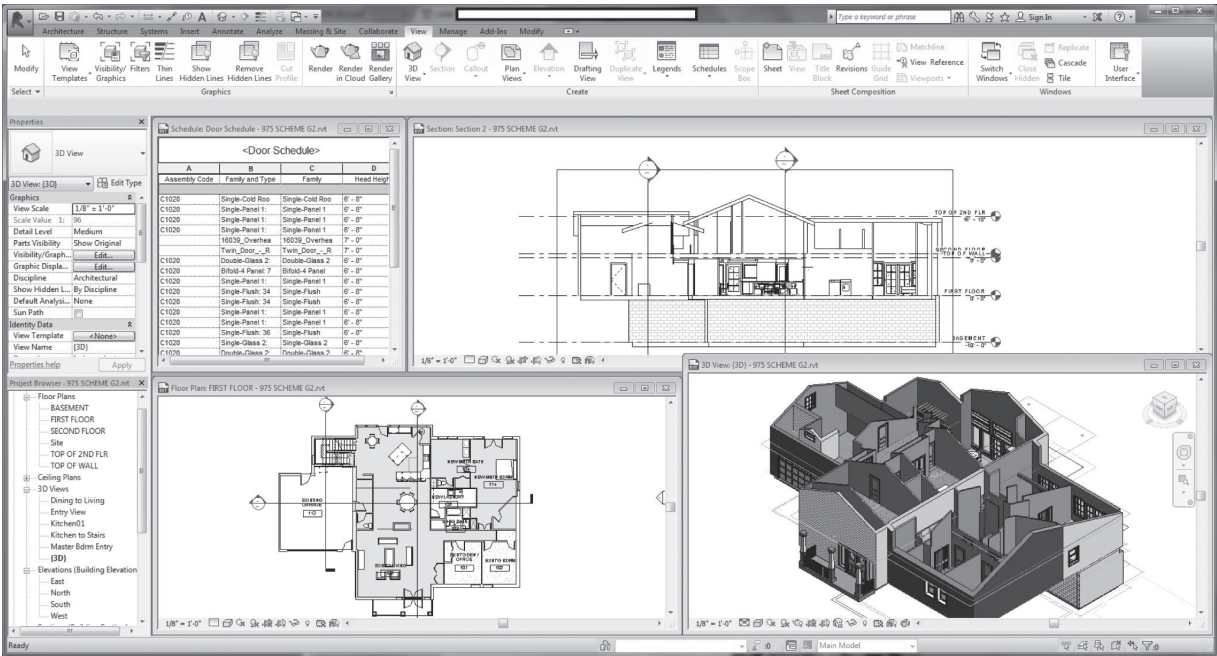 Type a keyword or phrase
Sign In
Architecture Structure Systems Insert Annotate Analyze Massing & Site Collaborate View Manage Add-Ins Modify
Modify
View Templates
Visibility/ Graphics
Filters
Thin Lines
Show Hidden Lines
Remove Hidden Lines
Cut Profile
Render
Render in Cloud
Render Gallery
3D View
Section
Callout
Plan Views
Elevation
Drafting View
Duplicate View
Legends
Schedules
Scope Box
Sheet
View
Title Block
Revisions
Guide Grid
Matchline
View Reference
Viewports
Switch Windows
Close Hidden
Replicate
Cascade
Tile
User Interface
Select
Graphics
Create
Sheet Composition
Windows
Properties
3D View
3D View: {3D}
Edit Type
Graphics
View Scale 1/8" = 1'-0"
Scale Value 1: 96
Detail Level Medium
Parts Visibility Show Original
Visibility/Graph... Edit...
Graphic Displa... Edit...
Discipline Architectural
Show Hidden L... By Discipline
Default Analysi... None
Sun Path
Identity Data
View Template <None>
View Name {3D}
Properties help
Apply
Project Browser - 975 SCHEME G2.rvt
Floor Plans
BASEMENT
FIRST FLOOR
SECOND FLOOR
Site
TOP OF 2ND FLR
TOP OF WALL
Ceiling Plans
3D Views
Dining to Living
Entry View
Kitchen01
Kitchen to Stairs
Master Bdrm Entry
{3D}
Elevations (Building Elevation
East
North
South
West
Schedule: Door Schedule - 975 SCHEME G2.rvt
<Door Schedule>
A B C D
Assembly Code Family and Type Family Head Heigh
C1020 Single-Cold Roo Single-Cold Roo 6' - 8"
C1020 Single-Panel 1: Single-Panel 1 6' - 8"
C1020 Single-Panel 1: Single-Panel 1 6' - 8"
C1020 Single-Panel 1: Single-Panel 1 6' - 8"
16039_Overhea 16039_Overhea 7' - 0"
Twin_Door_-_R Twin_Door_-_R 7' - 0"
C1020 Double-Glass 2: Double-Glass 2 6' - 8"
C1020 Bifold-4 Panel: 7 Bifold-4 Panel 6' - 8"
C1020 Single-Panel 1: Single-Panel 1 6' - 8"
C1020 Single-Flush: 34 Single-Flush 6' - 8"
C1020 Single-Flush: 34 Single-Flush 6' - 8"
C1020 Single-Panel 1: Single-Panel 1 6' - 8"
C1020 Single-Panel 1: Single-Panel 1 6' - 8"
C1020 Single-Flush: 36 Single-Flush 6' - 8"
C1020 Single-Glass 2: Single-Glass 2 6' - 8"
C1020 Double-Glass 2: Double-Glass 2 6' - 8"
Section: Section 2 - 975 SCHEME G2.rvt
TOP OF 2ND FLR
SECOND FLOOR
TOP OF WALL
FIRST FLOOR
0' - 0"
BASEMENT
1/8" = 1'-0"
Floor Plan: FIRST FLOOR - 975 SCHEME G2.rvt
EXISTING GARAGE
1/8" = 1'-0"
3D View: {3D} - 975 SCHEME G2.rvt
1/8" = 1'-0"
Ready
:0
Main Model
:0